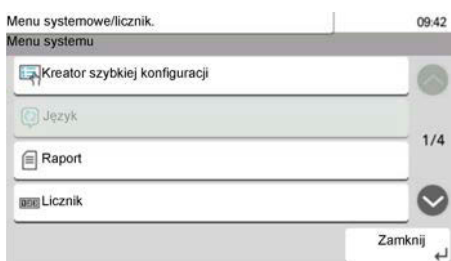 Menu systemowe/licznik.
09:42
Menu systemu
Kreator szybkiej konfiguracji
Język
1/4
Raport
Licznik
Zamknij